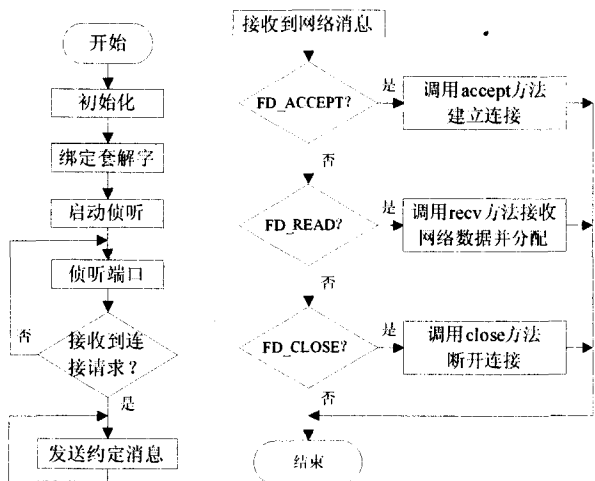 开始
初始化
绑定套解字
启动侦听
侦听端口
否
接收到连
接请求?
是
发送约定消息
接收到网络消息
FD_ACCEPT?
是
调用accept方法
建立连接
否
FD_READ?
是
调用recv方法接收
网络数据并分配
否
FD_CLOSE?
是
调用close方法
断开连接
否
结束